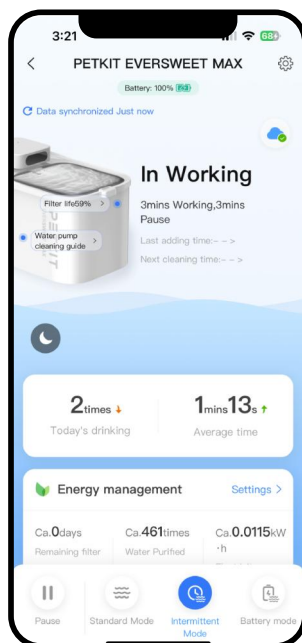 3:21
68
PETKIT EVERSWEET MAX
Battery: 100%
Data synchronized Just now
In Working
Filter life69% >
3mins Working,3mins
Pause
Water pump
cleaning guide >
Last adding time:- - >
Next cleaning time:- - >
2times
1mins13s
Today's drinking
Average time
Energy management
Settings >
Ca.0days
Ca.461times
Ca.0.0115kW
·h
Remaining filter
Water Purified
Pause
Standard Mode
Intermittent
Mode
Battery mode